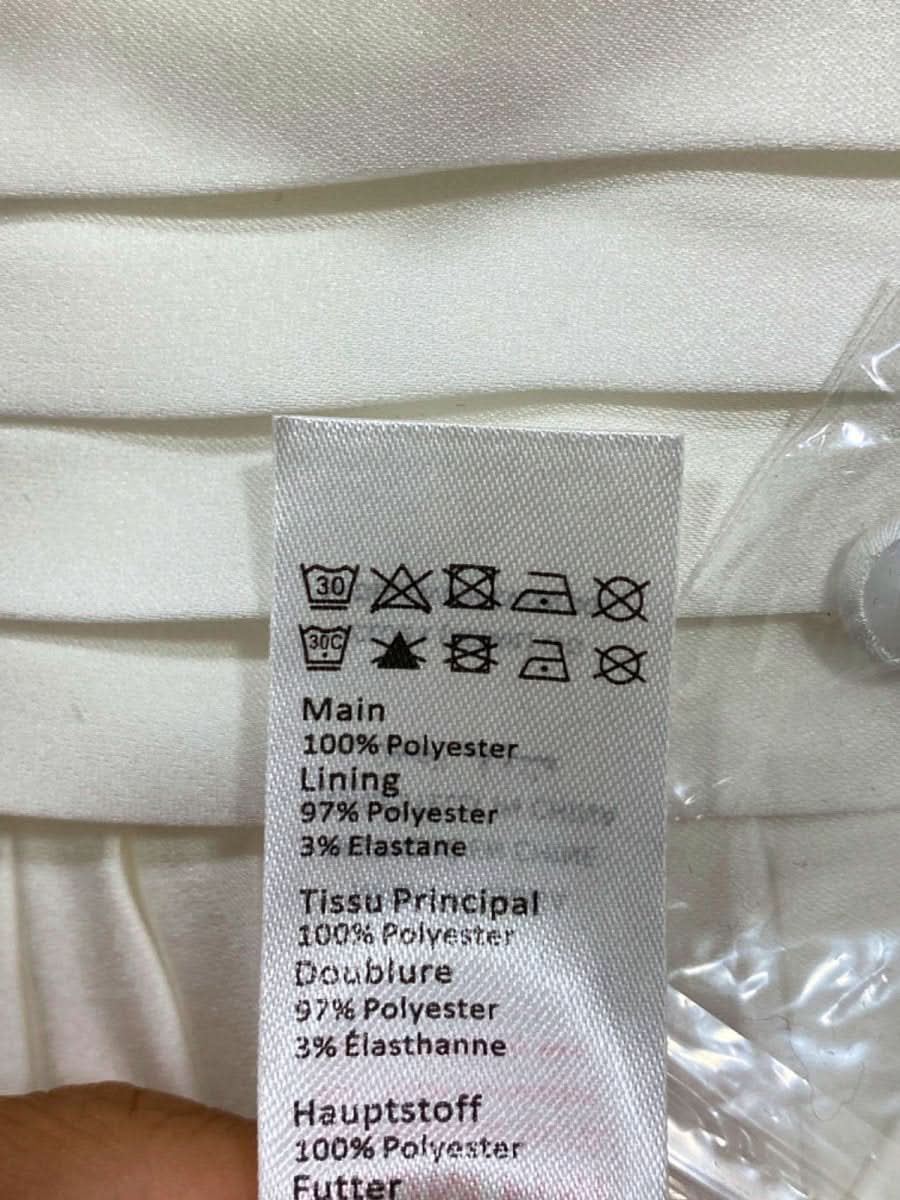 30
30C
Main
100% Polyester
Lining
97% Polyester
3% Elastane
Tissu Principal
100% Polyester
Doublure
97% Polyester
3% Élasthanne
Hauptstoff
100% Polyester
Futter